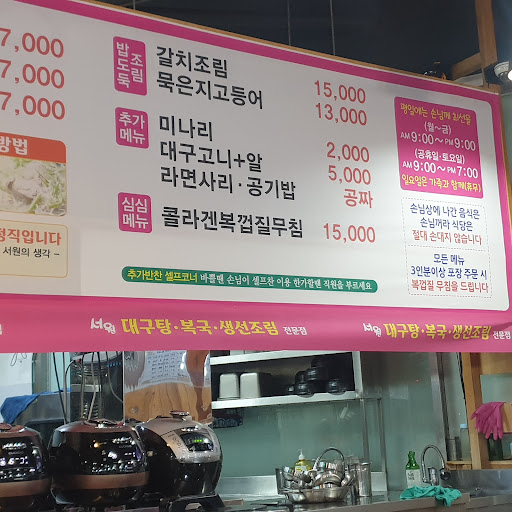 7,000
7,000
7,000
방법
정직입니다
서원의 생각 ~
밥도둑 조림
갈치조림 15,000
묵은지고등어 13,000
추가메뉴
미나리 2,000
대구고니+알 5,000
라면사리·공기밥 공짜
심심메뉴
콜라겐복껍질무침 15,000
추가반찬 셀프코너 바쁠땐 손님이 셀프 이용 한가할땐 직원을 부르세요
평일에는 손님께 최선을
(월~금)
AM 9:00~PM 9:00
(공휴일·토요일)
AM 9:00~PM 7:00
일요일은 가족과 함께(휴무)
손님상에 나간 음식은
손님꺼라 식당은
절대 손대지 않습니다
모든 메뉴
3인분이상 포장 주문 시
복껍질 무침을 드립니다
서원 대구탕·복국·생선조림 전문점
서원 대구탕·복국·생선조림 전문점